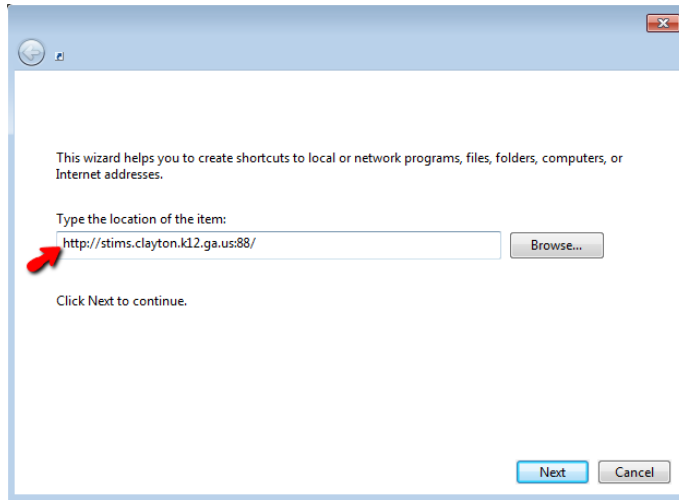 This wizard helps you to create shortcuts to local or network programs, files, folders, computers, or
Internet addresses.
Type the location of the item:
http://stims.clayton.k12.ga.us:88/
Browse...
Click Next to continue.
Next
Cancel